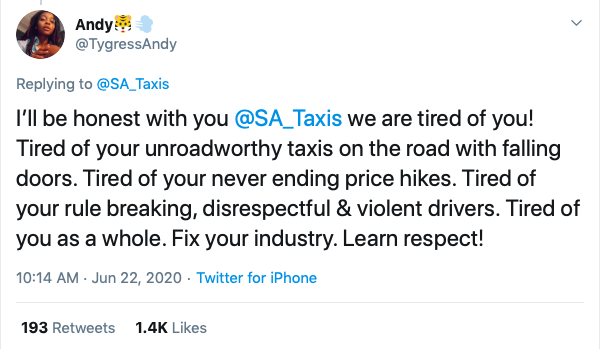 Andy🐯💨
@TygressAndy
Replying to @SA_Taxis
I’ll be honest with you @SA_Taxis we are tired of you!
Tired of your unroadworthy taxis on the road with falling
doors. Tired of your never ending price hikes. Tired of
your rule breaking, disrespectful & violent drivers. Tired of
you as a whole. Fix your industry. Learn respect!
10:14 AM · Jun 22, 2020 · Twitter for iPhone
193 Retweets 1.4K Likes